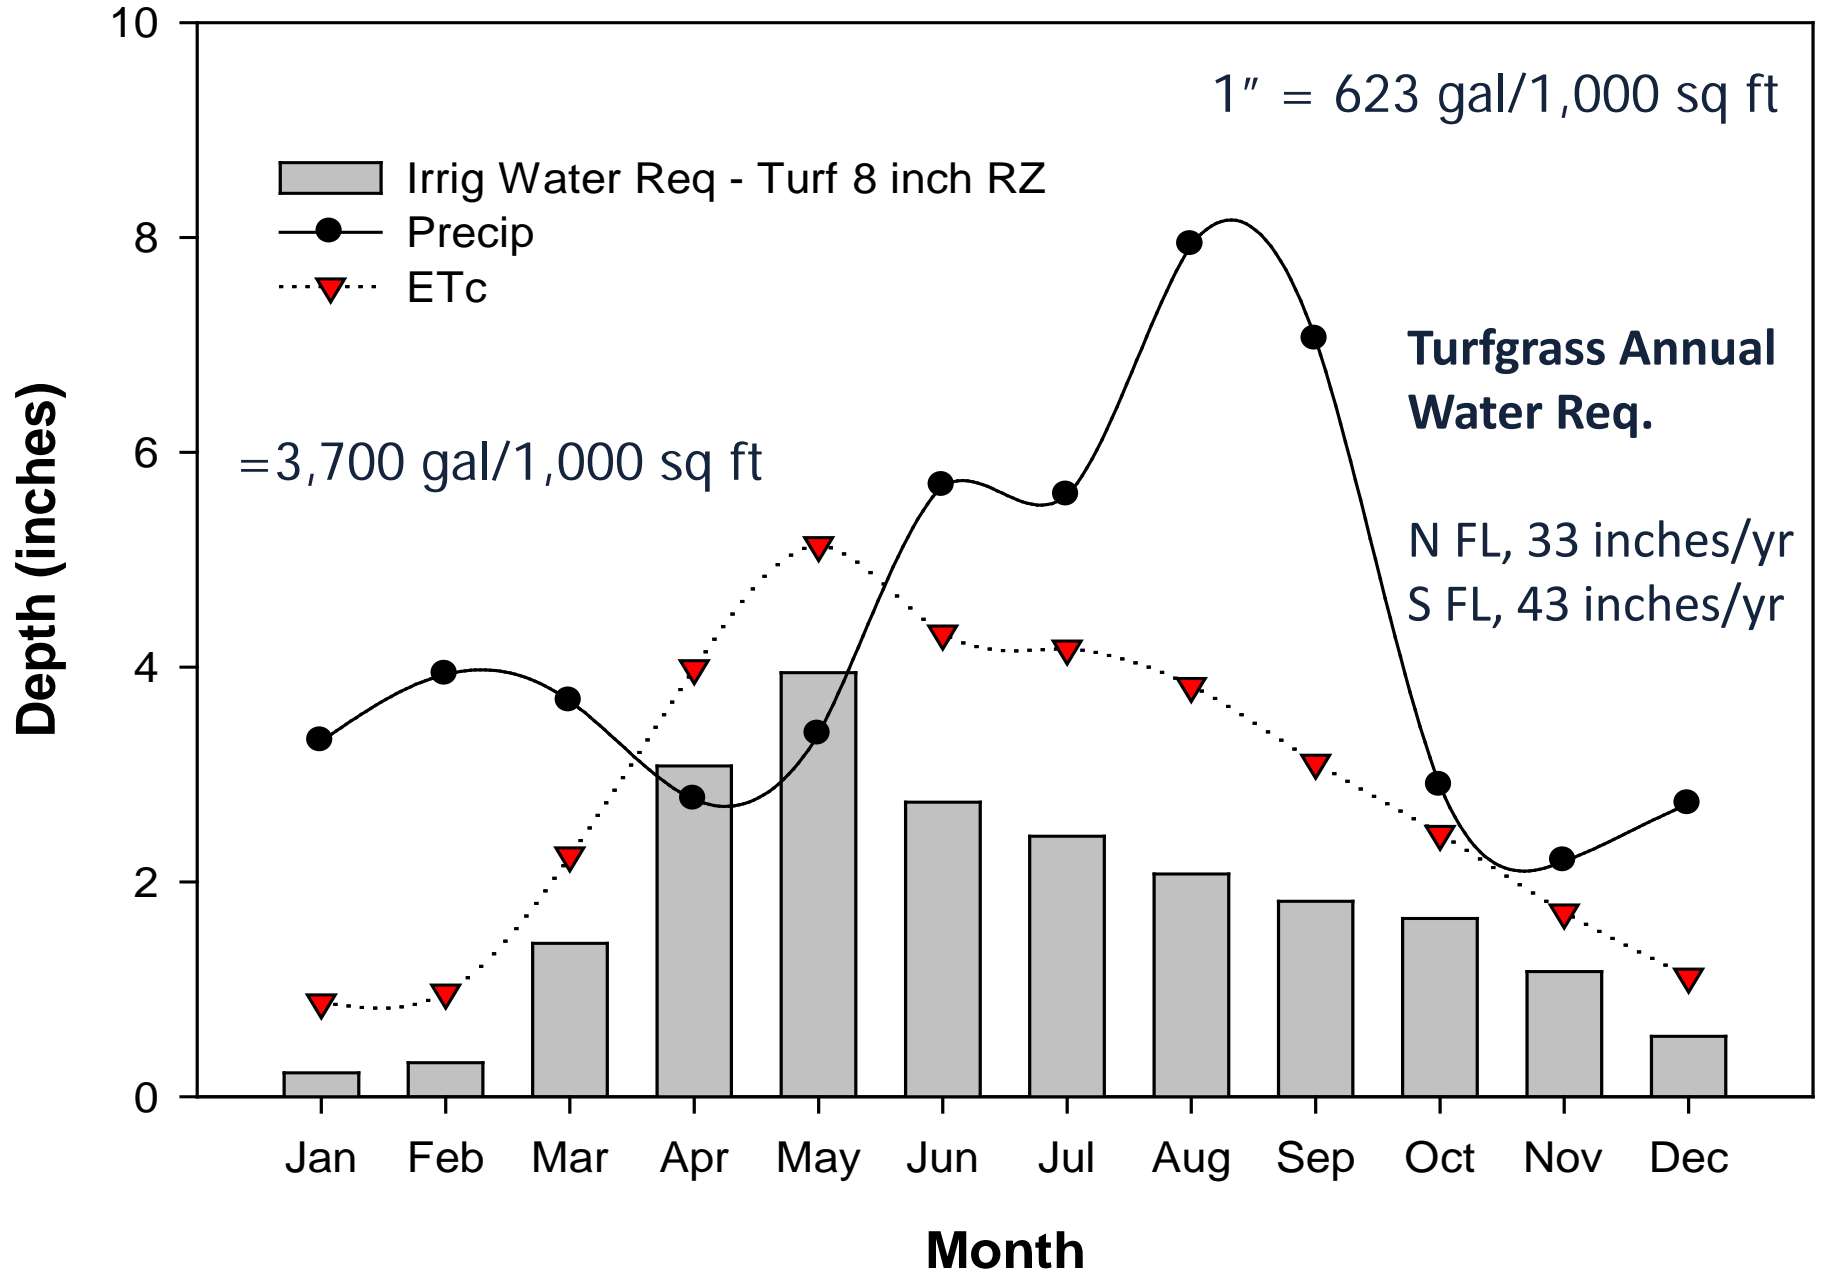 10
1″ = 623 gal/1,000 sq ft
Irrig Water Req - Turf 8 inch RZ
Precip
ETc
8
Turfgrass Annual
Water Req.
6
=3,700 gal/1,000 sq ft
N FL, 33 inches/yr
S FL, 43 inches/yr
4
2
0
Depth (inches)
Jan Feb Mar Apr May Jun Jul Aug Sep Oct Nov Dec
Month